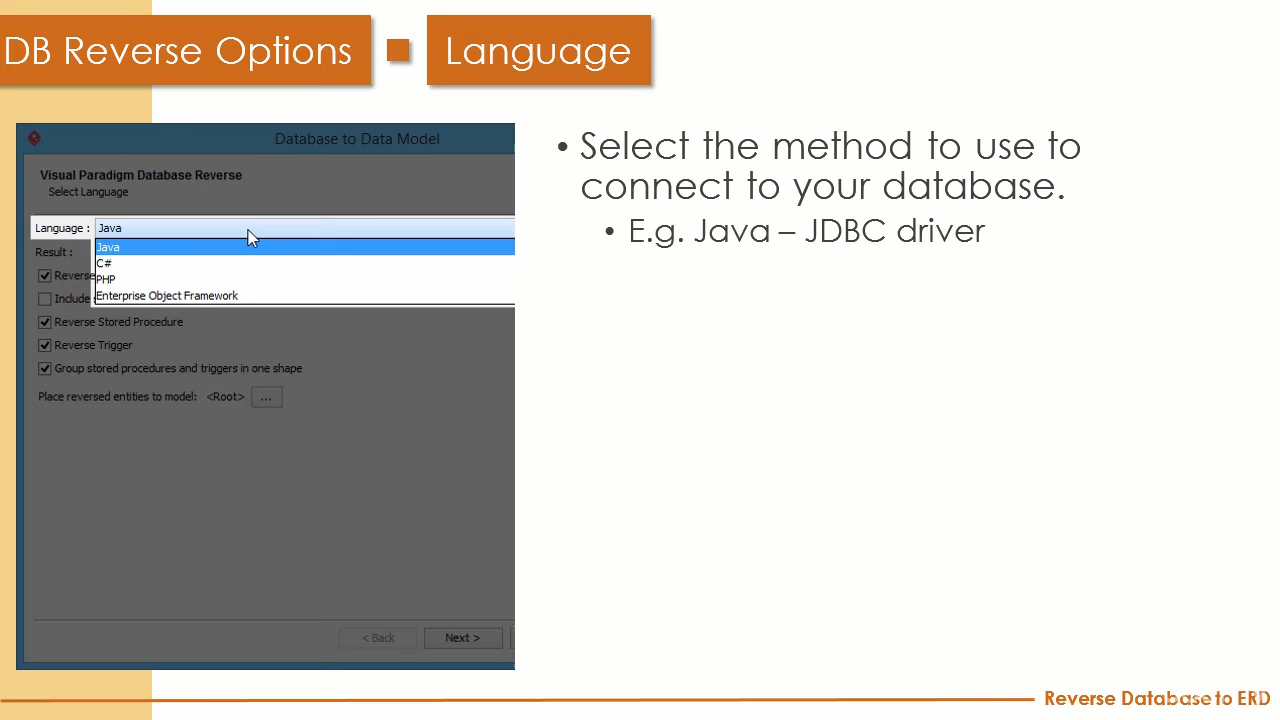 DB Reverse Options
Language
Database to Data Model
Visual Paradigm Database Reverse
Select Language
Language :
Java
Java
C#
PHP
Enterprise Object Framework
Result :
Reverse
Include
Reverse Stored Procedure
Reverse Trigger
Group stored procedures and triggers in one shape
Place reversed entities to model: <Root> ...
< Back
Next >
• Select the method to use to
connect to your database.
• E.g. Java – JDBC driver
Reverse Database to ERD